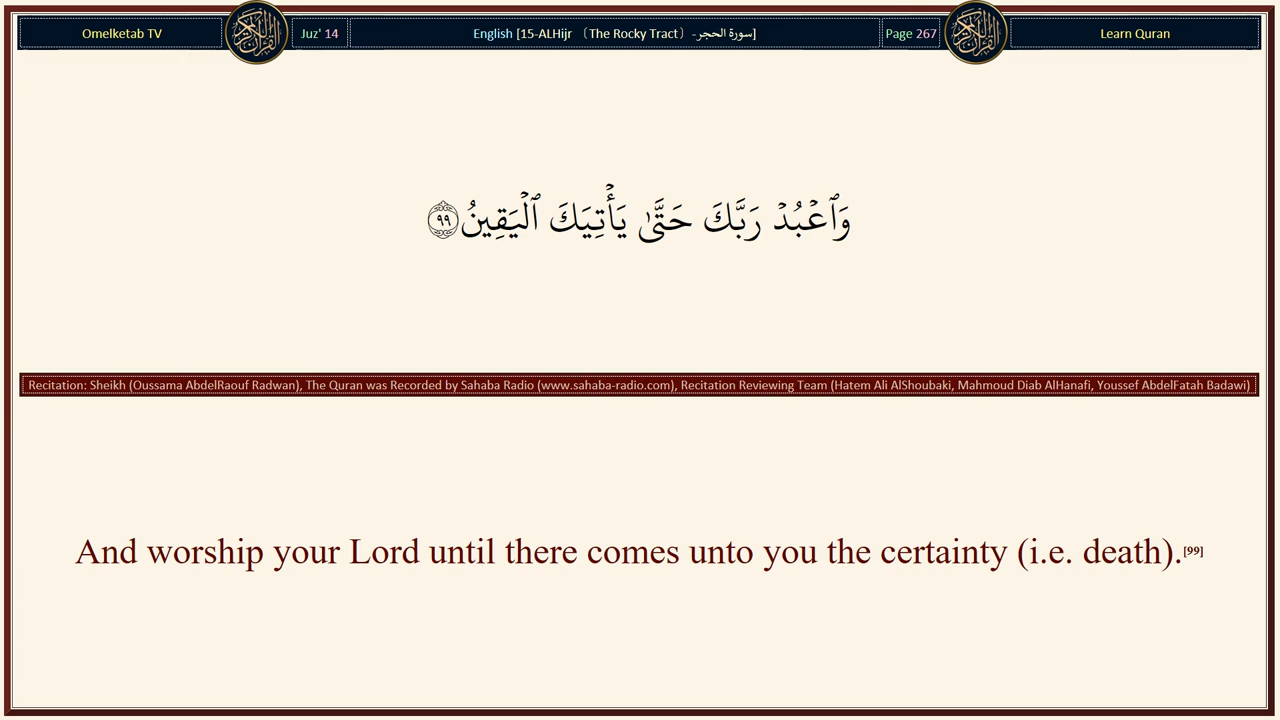 Omelketab TV
Juz' 14
English [15-ALHijr （The Rocky Tract）-سورة الحجر]
Page 267
Learn Quran
وَٱعۡبُدۡ رَبَّكَ حَتَّىٰ يَأۡتِيَكَ ٱلۡيَقِينُ ٩٩
Recitation: Sheikh (Oussama AbdelRaouf Radwan), The Quran was Recorded by Sahaba Radio (www.sahaba-radio.com), Recitation Reviewing Team (Hatem Ali AlShoubaki, Mahmoud Diab AlHanafi, Youssef AbdelFatah Badawi)
And worship your Lord until there comes unto you the certainty (i.e. death).[99]